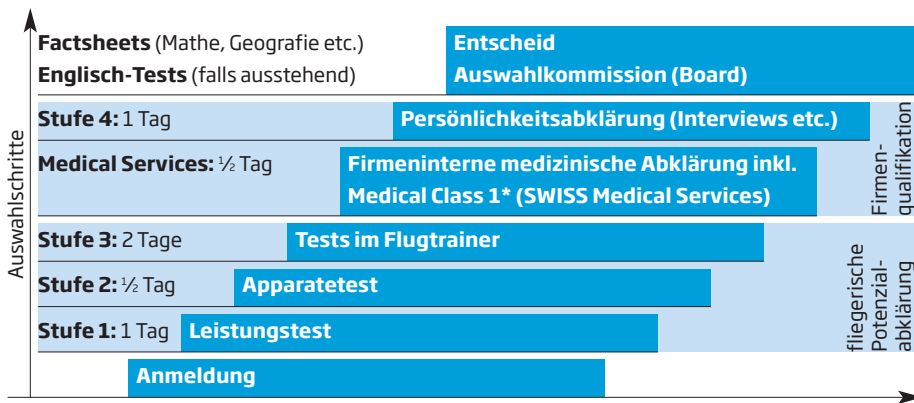 Factsheets (Mathe, Geografie etc.)
Englisch-Tests (falls ausstehend)
Entscheid
Auswahlkommission (Board)
Stufe 4: 1 Tag
Persönlichkeitsabklärung (Interviews etc.)
Medical Services: ½ Tag
Firmeninterne medizinische Abklärung inkl.
Medical Class 1* (SWISS Medical Services)
Firmen-
qualifikation
Stufe 3: 2 Tage
Tests im Flugtrainer
Stufe 2: ½ Tag
Apparatetest
Stufe 1: 1 Tag
Leistungstest
fliegerische
Potenzial-
abklärung
Anmeldung
Auswahlschritte